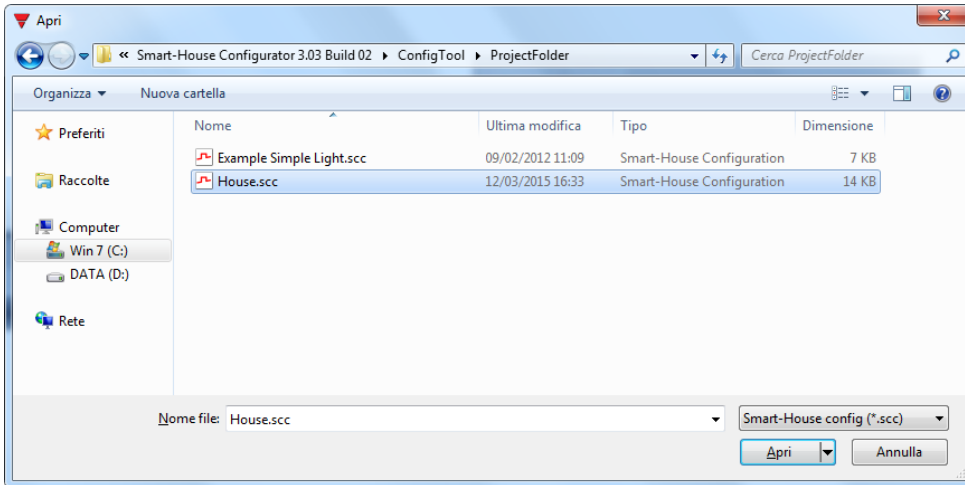 Apri
« Smart-House Configurator 3.03 Build 02 ConfigTool ProjectFolder Cerca ProjectFolder
Organizza Nuova cartella
Preferiti
Raccolte
Computer
Win 7 (C:)
DATA (D:)
Rete
Nome Ultima modifica Tipo Dimensione
Example Simple Light.scc 09/02/2012 11:09 Smart-House Configuration 7 KB
House.scc 12/03/2015 16:33 Smart-House Configuration 14 KB
Nome file: House.scc Smart-House config (*.scc)
Apri Annulla